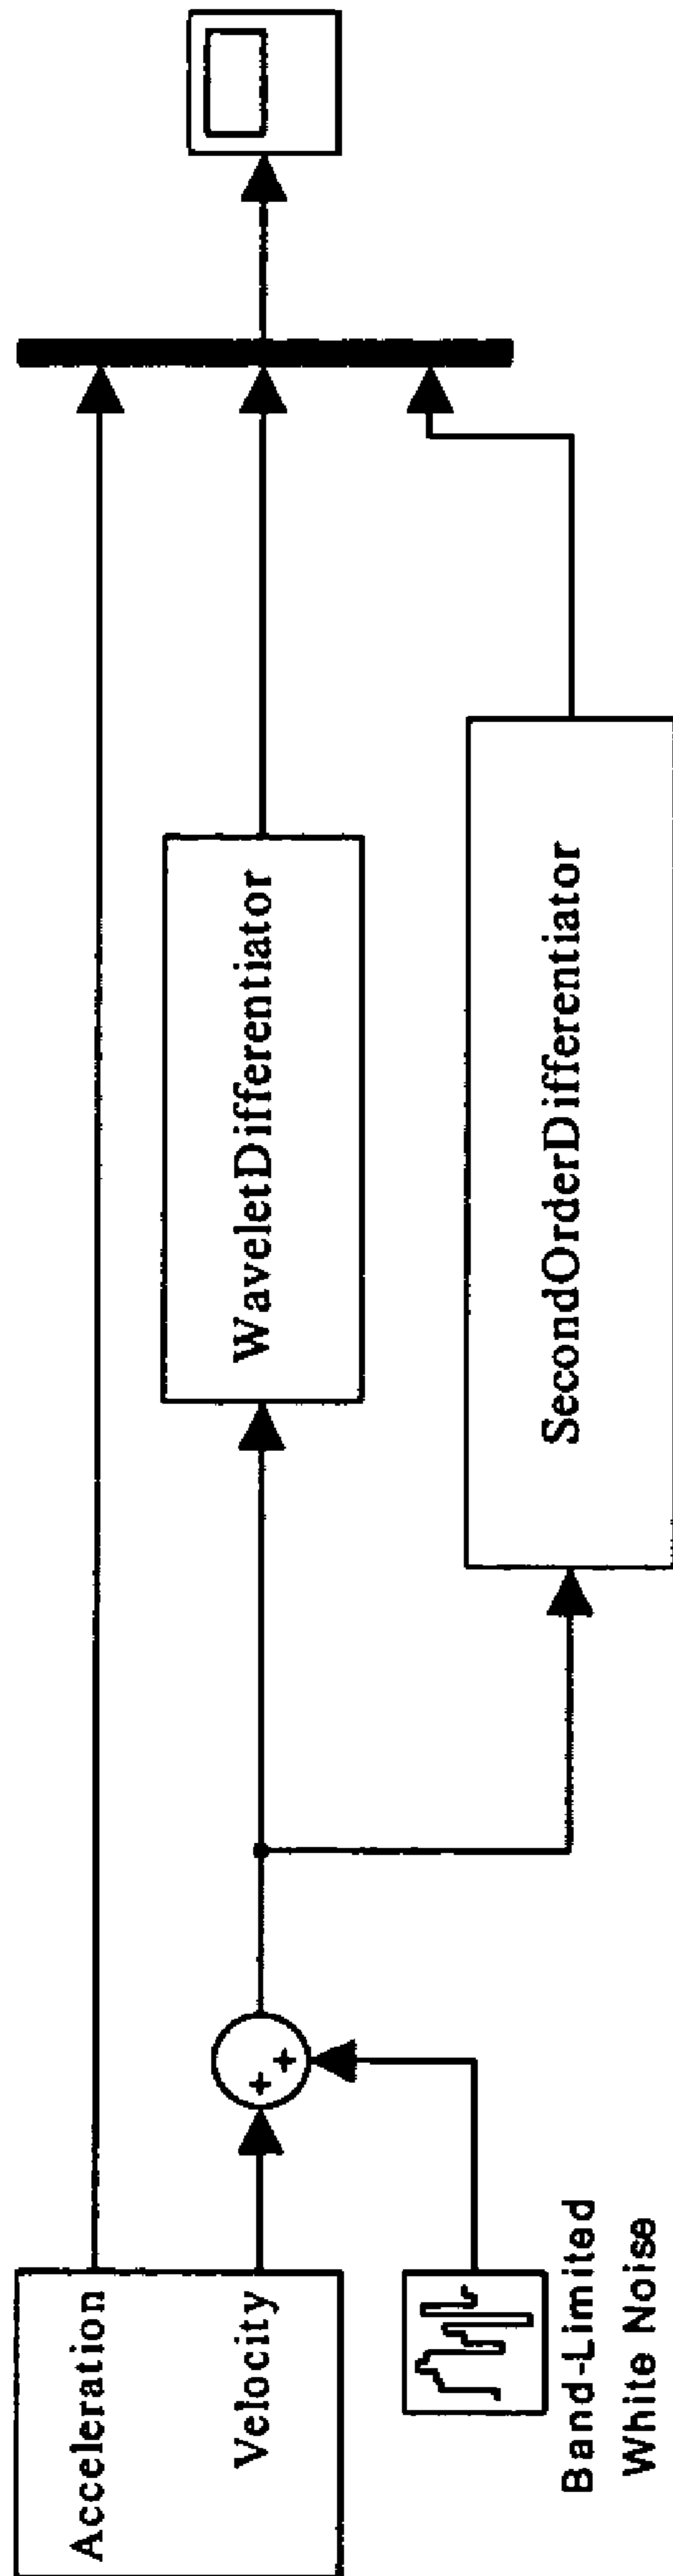 Acceleration
Velocity
+
+
Band-Limited
White Noise
WaveletDifferentiator
SecondOrderDifferentiator